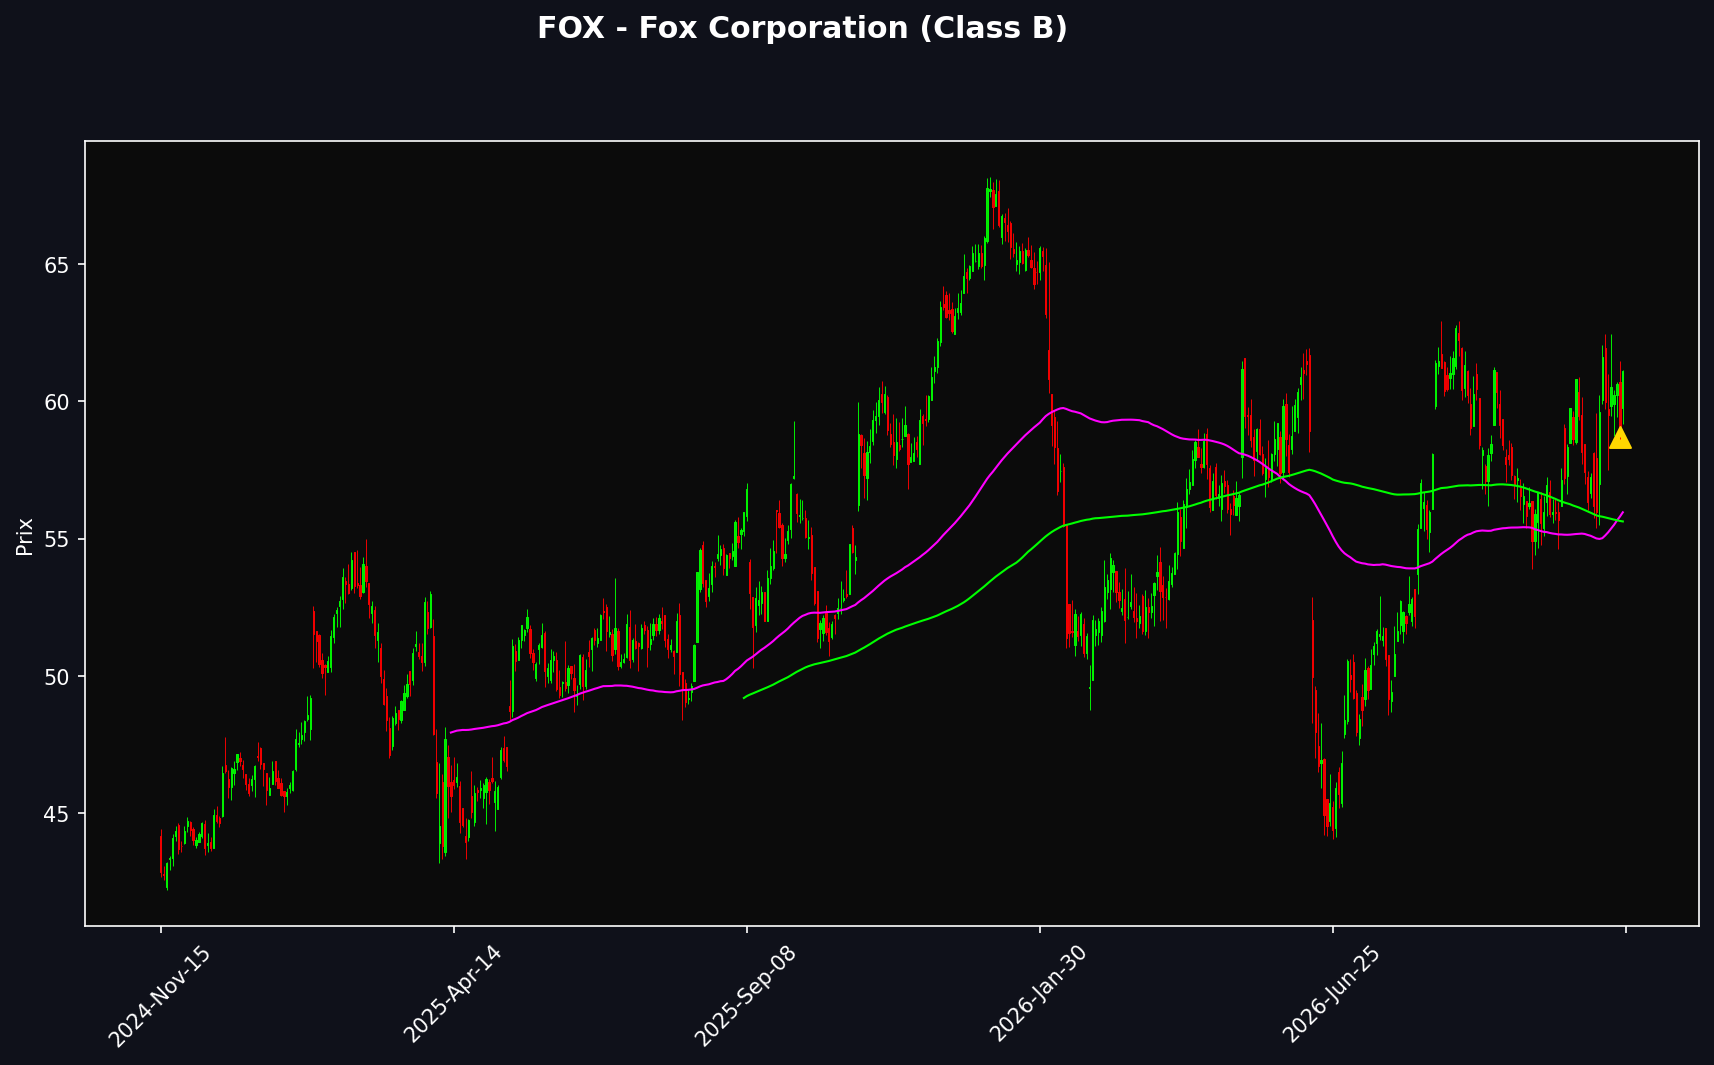 FOX - Fox Corporation (Class B)
Prix
65
60
55
50
45
2024-Nov-15
2025-Apr-14
2025-Sep-08
2026-Jan-30
2026-Jun-25